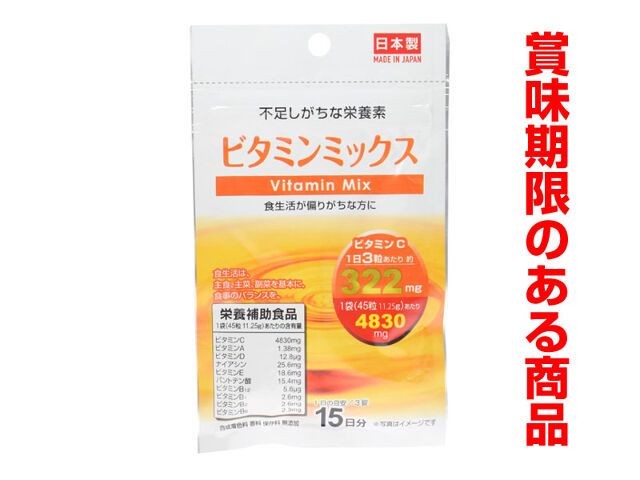 日本製
MADE IN JAPAN
不足しがちな栄養素
ビタミンミックス
Vitamin Mix
食生活が偏りがちな方に
ビタミンC
1日3粒あたり 約
322mg
1袋(45粒 11.25g)あたり
4830
mg
食生活は、
主食、主菜、副菜を基本に、
食事のバランスを。
栄養補助食品
1袋(45粒 11.25g)あたりの含有量
ビタミンC 4830mg
ビタミンA 1.38mg
ビタミンD 12.8μg
ナイアシン 25.6mg
ビタミンE 18.6mg
パントテン酸 15.4mg
ビタミンB12 5.6μg
ビタミンB 2.6mg
ビタミンB 2.6mg
ビタミンB 2.3mg
合成着色料 香料 保存料 無添加
1日の目安 3錠
15日分
※写真はイメージです
賞味期限のある商品